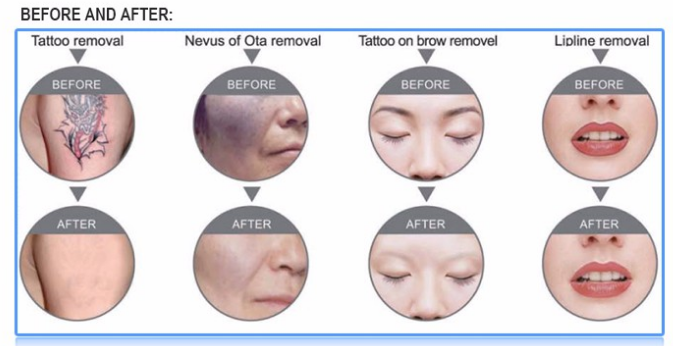 BEFORE AND AFTER:
Tattoo removal Nevus of Ota removal Tattoo on brow removel Lipline removal
BEFORE BEFORE BEFORE BEFORE
AFTER AFTER AFTER AFTER